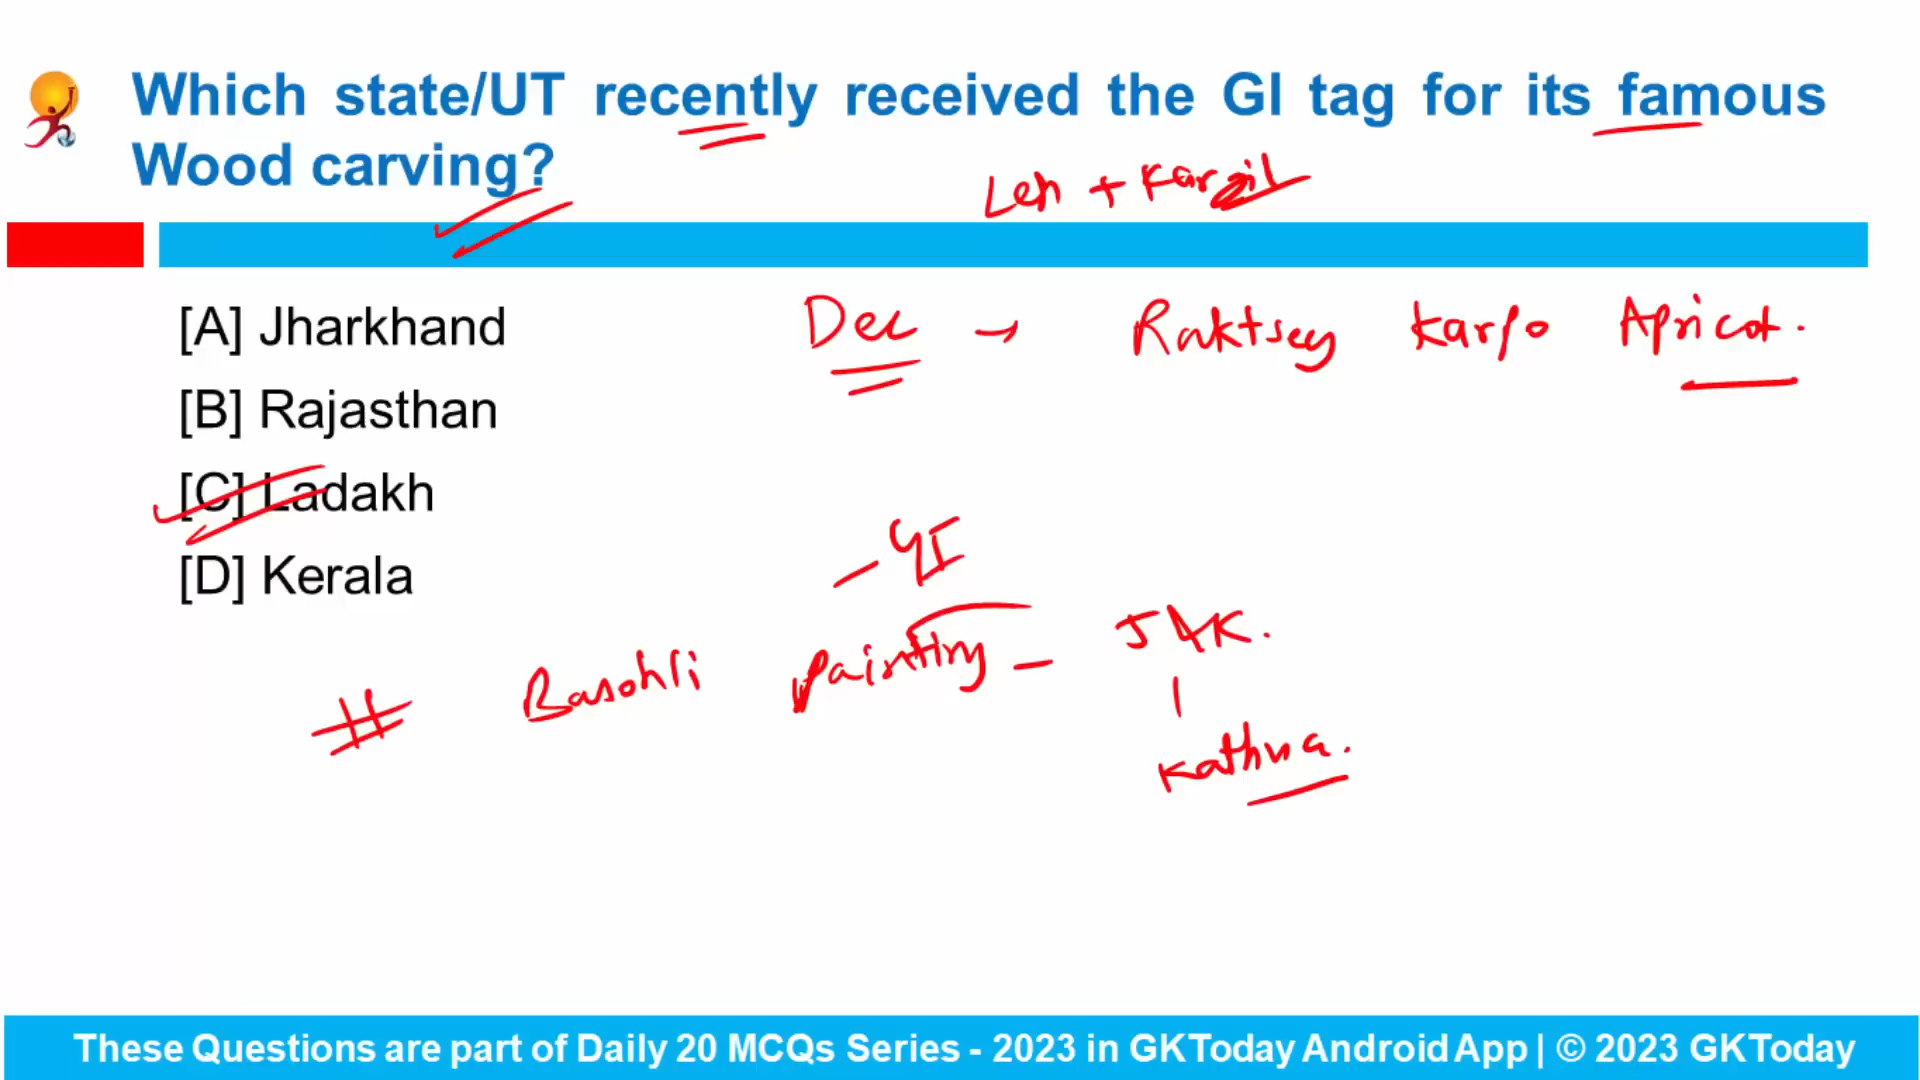 Which state/UT recently received the GI tag for its famous
Wood carving?
Leh + Kargil
[A] Jharkhand
Dec → Raktsey Karpo Apricot.
[B] Rajasthan
[C] Ladakh
- GI
[D] Kerala
# Basohli painting - J&K.
Kathua.
These Questions are part of Daily 20 MCQs Series - 2023 in GKToday Android App | © 2023 GKToday